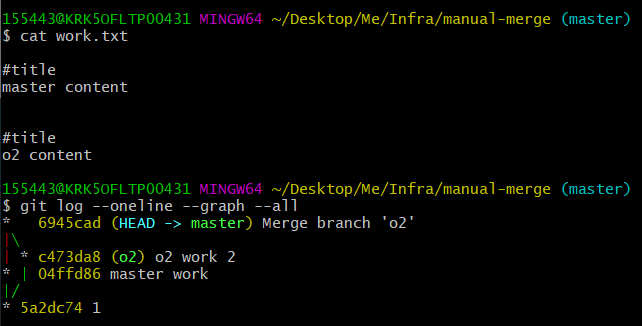 155443@KRK5OFLTP00431 MINGW64 ~/Desktop/Me/Infra/manual-merge (master)
$ cat work.txt
#title
master content
#title
o2 content
155443@KRK5OFLTP00431 MINGW64 ~/Desktop/Me/Infra/manual-merge (master)
$ git log --oneline --graph --all
*   6945cad (HEAD -> master) Merge branch 'o2'
|\
| * c473da8 (o2) o2 work 2
* | 04ffd86 master work
|/
* 5a2dc74 1